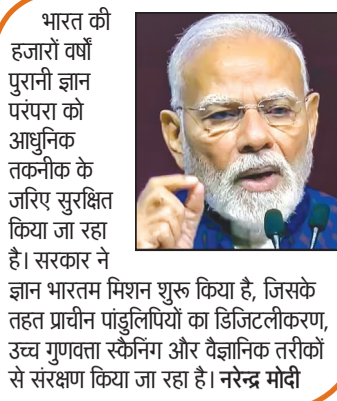 भारत की
हजारों वर्षों
पुरानी ज्ञान
परंपरा को
आधुनिक
तकनीक के
जरिए सुरक्षित
किया जा रहा
है। सरकार ने
ज्ञान भारतम मिशन शुरू किया है, जिसके
तहत प्राचीन पांडुलिपियों का डिजिटलीकरण,
उच्च गुणवत्ता स्कैनिंग और वैज्ञानिक तरीकों
से संरक्षण किया जा रहा है। नरेन्द्र मोदी